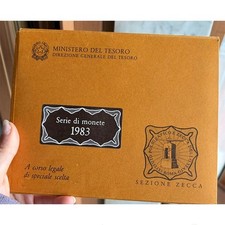 MINISTERO DEL TESORO
DIREZIONE GENERALE DEL TESORO
Serie di monete
1983
A corso legale
di speciale scelta
SEZIONE ZECCA